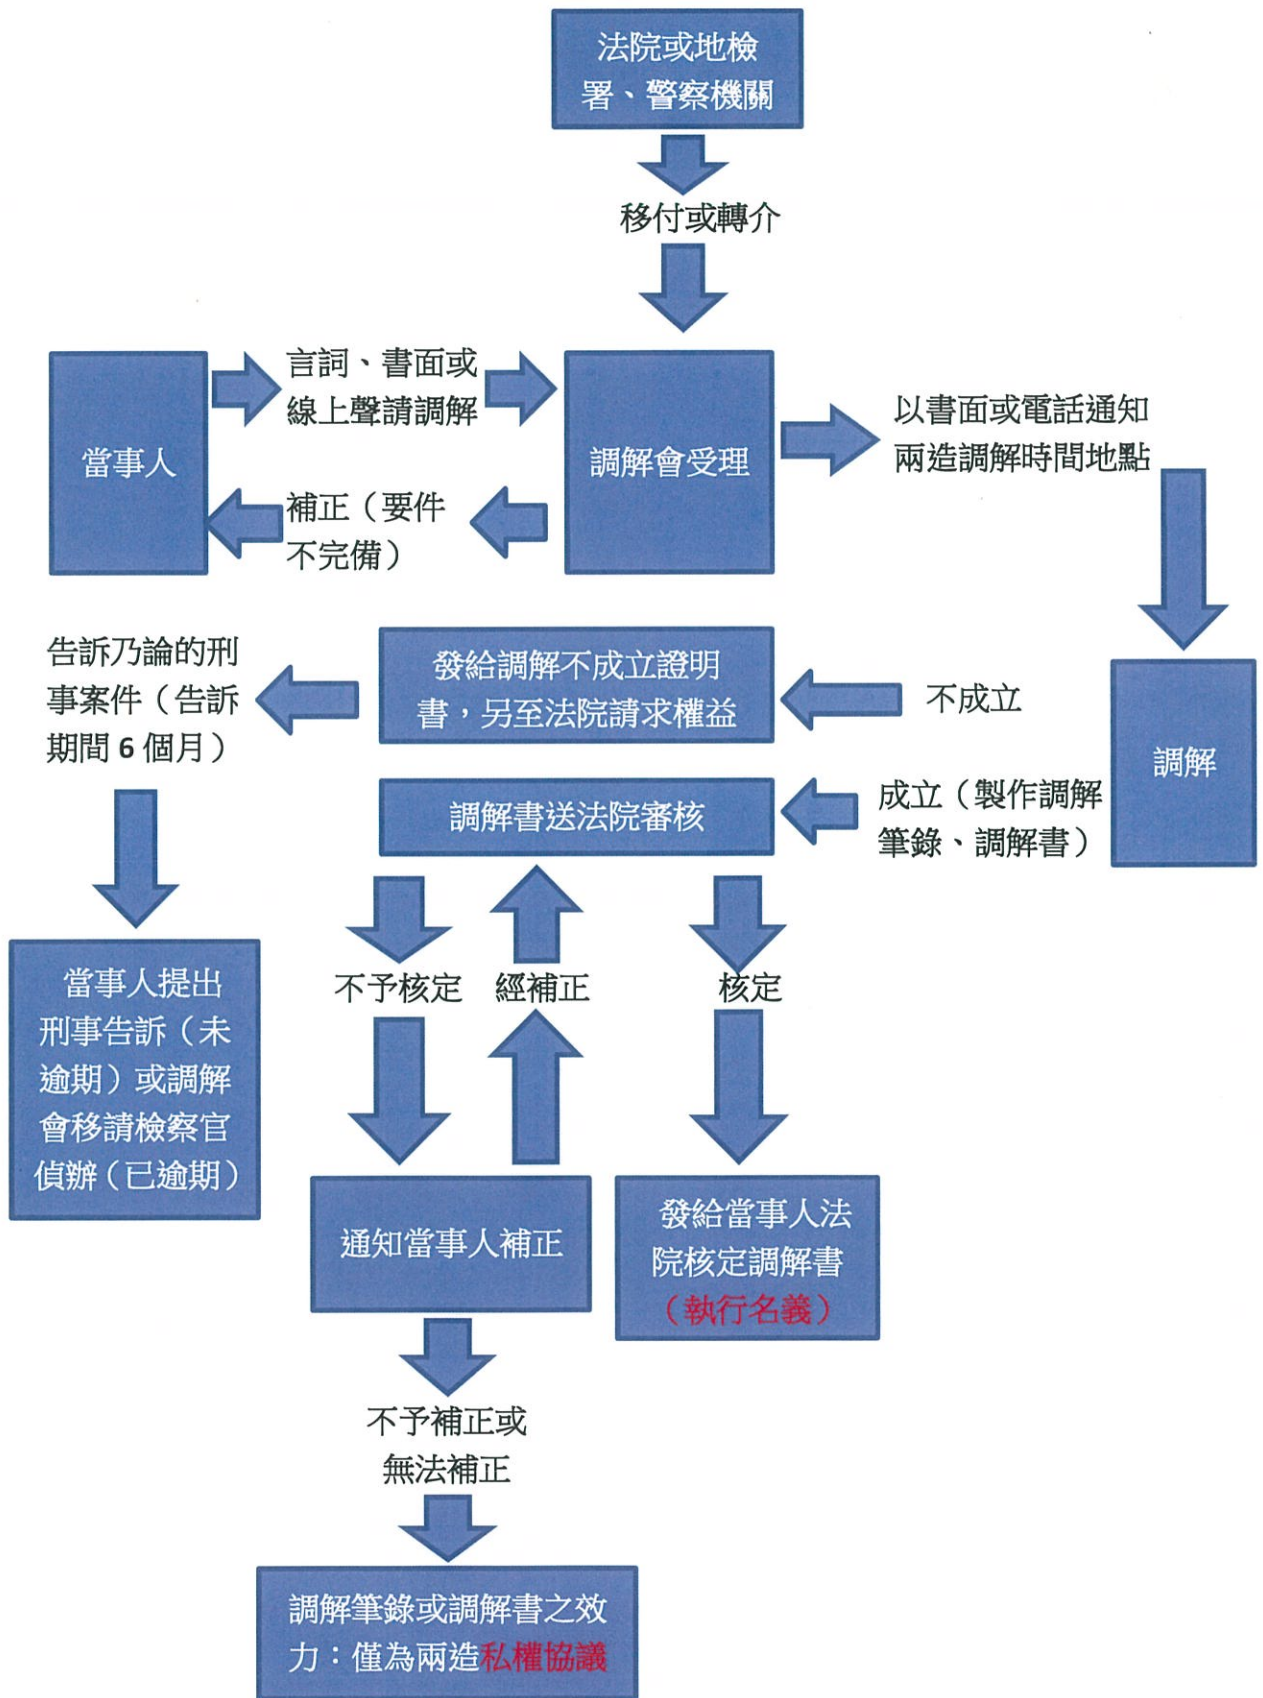 法院或地檢
署、警察機關
移付或轉介
當事人
言詞、書面或
線上聲請調解
補正（要件
不完備）
調解會受理
以書面或電話通知
兩造調解時間地點
調解
不成立
發給調解不成立證明
書，另至法院請求權益
告訴乃論的刑
事案件（告訴
期間 6 個月）
當事人提出
刑事告訴（未
逾期）或調解
會移請檢察官
偵辦（已逾期）
成立（製作調解
筆錄、調解書）
調解書送法院審核
不予核定
經補正
核定
通知當事人補正
發給當事人法
院核定調解書
（執行名義）
不予補正或
無法補正
調解筆錄或調解書之效
力：僅為兩造私權協議